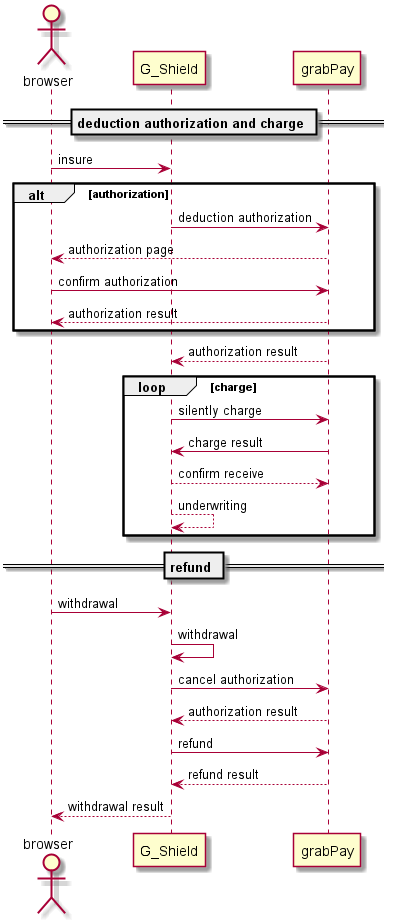 browser
G_Shield
grabPay
deduction authorization and charge
insure
alt [authorization]
deduction authorization
authorization page
confirm authorization
authorization result
authorization result
loop [charge]
silently charge
charge result
confirm receive
underwriting
refund
withdrawal
withdrawal
cancel authorization
authorization result
refund
refund result
withdrawal result
browser
G_Shield
grabPay